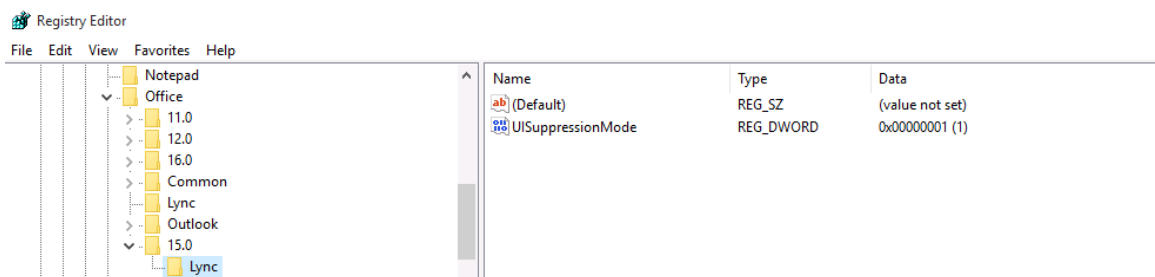 Registry Editor
File Edit View Favorites Help
Notepad
Office
11.0
12.0
16.0
Common
Lync
Outlook
15.0
Lync
Name Type Data
ab (Default) REG_SZ (value not set)
UISuppressionMode REG_DWORD 0x00000001 (1)